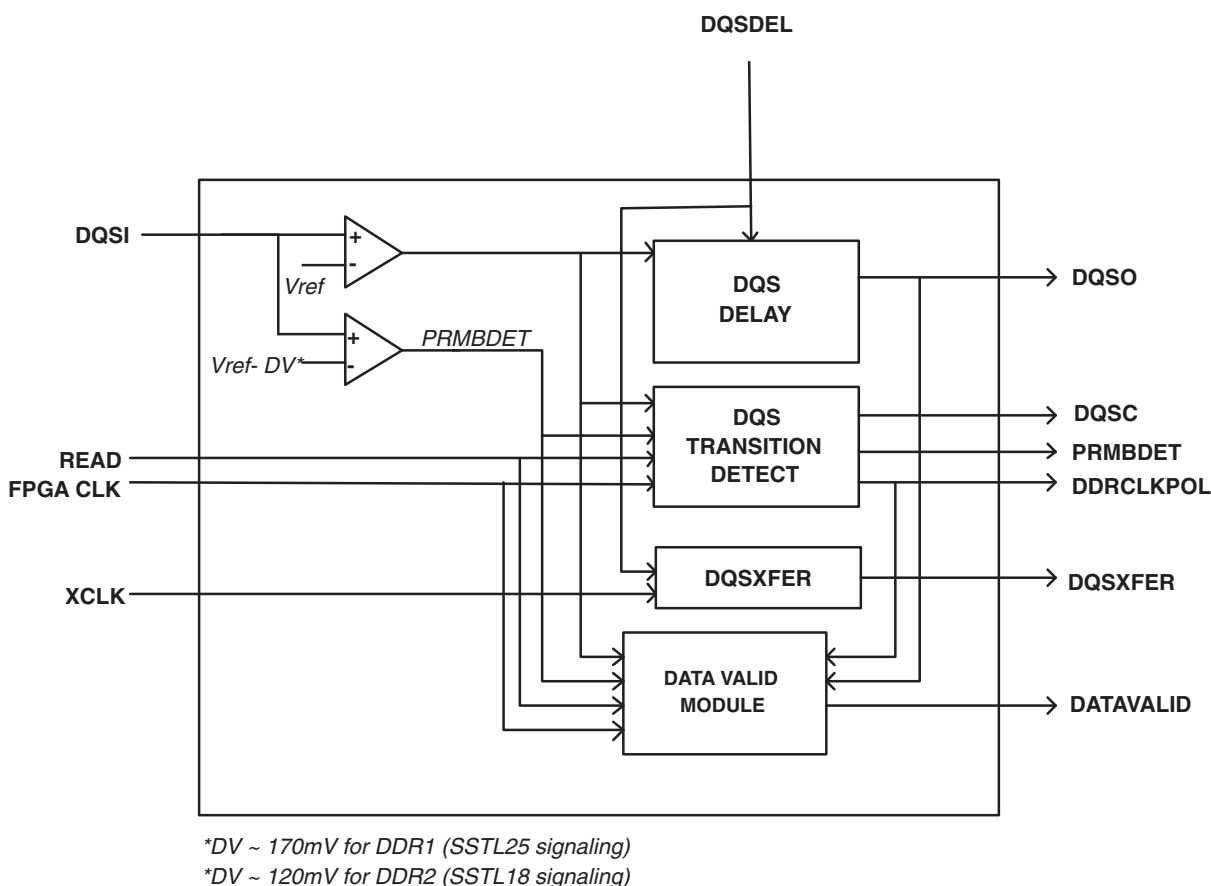 DQSDEL
DQSI
+
-
Vref
DQS
DELAY
DQSO
+
-
Vref- DV*
PRMBDET
DQS
TRANSITION
DETECT
DQSC
PRMBDET
DDRCLKPOL
READ
FPGA CLK
DQSXFER
DQSXFER
XCLK
DATA VALID
MODULE
DATAVALID
*DV ~ 170mV for DDR1 (SSTL25 signaling)
*DV ~ 120mV for DDR2 (SSTL18 signaling)